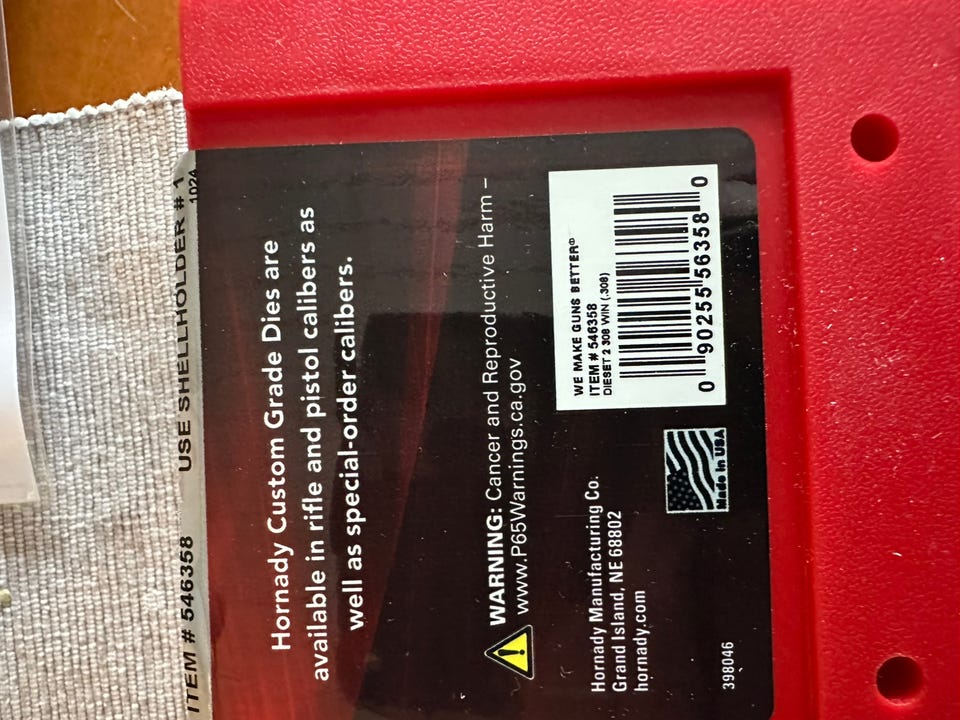 ITEM # 546358 USE SHELLHOLDER # 1
1024
Hornady Custom Grade Dies are
available in rifle and pistol calibers as
well as special-order calibers.
WARNING: Cancer and Reproductive Harm –
www.P65Warnings.ca.gov
Hornady Manufacturing Co.
Grand Island, NE 68802
hornady.com
398046
Made in USA
WE MAKE GUNS BETTER®
ITEM # 546358
DIESET 2 308 WIN (.308)
0 90255 56358 0